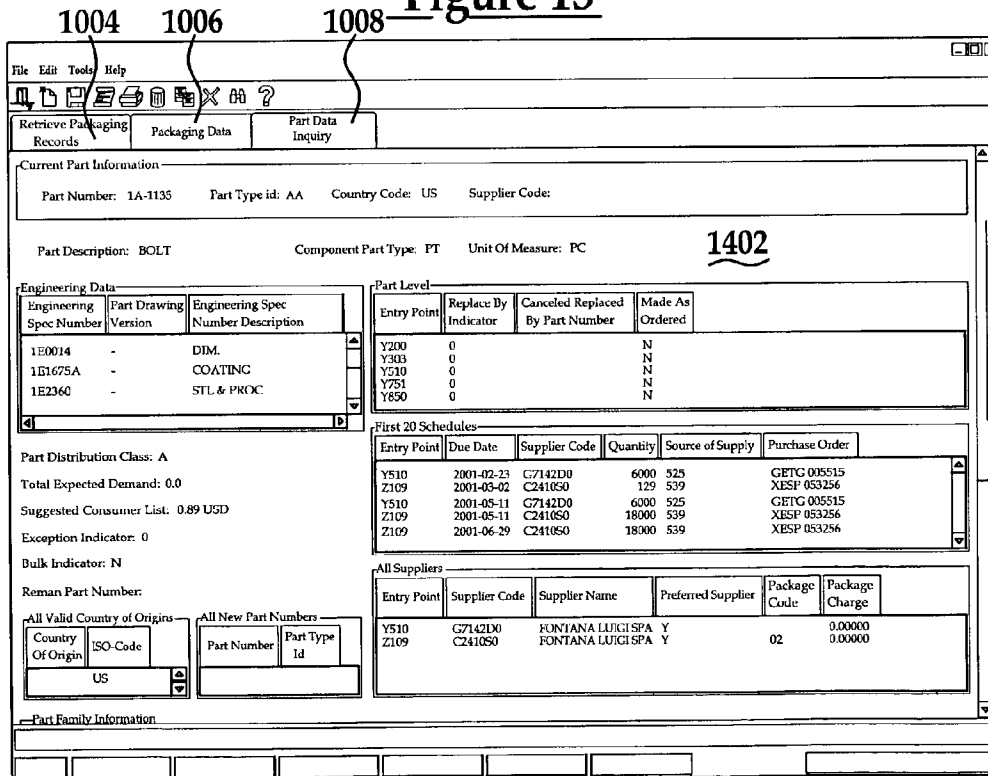 Figure 13
1004 1006 1008
File Edit Tools Help
Retrieve Packaging Records
Packaging Data
Part Data Inquiry
Current Part Information
Part Number: 1A-1135 Part Type id: AA Country Code: US Supplier Code:
Part Description: BOLT Component Part Type: PT Unit Of Measure: PC 1402
Engineering Data
Engineering Spec Number Part Drawing Version Engineering Spec Number Description
1E0014 - DIM.
1E1675A - COATING
1E2360 - STL & PROC
Part Level
Entry Point Replace By Indicator Canceled Replaced By Part Number Made As Ordered
Y200 0 N
Y303 0 N
Y510 0 N
Y751 0 N
Y850 0 N
Part Distribution Class: A
Total Expected Demand: 0.0
Suggested Consumer List: 0.89 USD
Exception Indicator: 0
Bulk Indicator: N
Reman Part Number:
First 20 Schedules
Entry Point Due Date Supplier Code Quantity Source of Supply Purchase Order
Y510 2001-02-23 G7142D0 6000 525 GETG 005515
Z109 2001-03-02 C2410S0 129 539 XESP 053256
Y510 2001-05-11 G7142D0 6000 525 GETG 005515
Z109 2001-05-11 C2410S0 18000 539 XESP 053256
Z109 2001-06-29 C2410S0 18000 539 XESP 053256
All Valid Country of Origins
Country Of Origin ISO-Code
US
All New Part Numbers
Part Number Part Type Id
All Suppliers
Entry Point Supplier Code Supplier Name Preferred Supplier Package Code Package Charge
Y510 G7142D0 FONTANA LUIGI SPA Y 0.00000
Z109 C2410S0 FONTANA LUIGI SPA Y 02 0.00000
Part Family Information